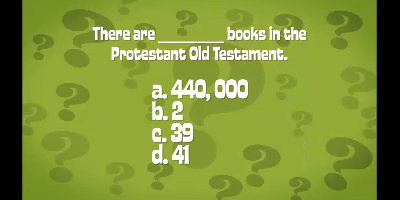 There are ________ books in the
Protestant Old Testament.
a. 440, 000
b. 2
c. 39
d. 41